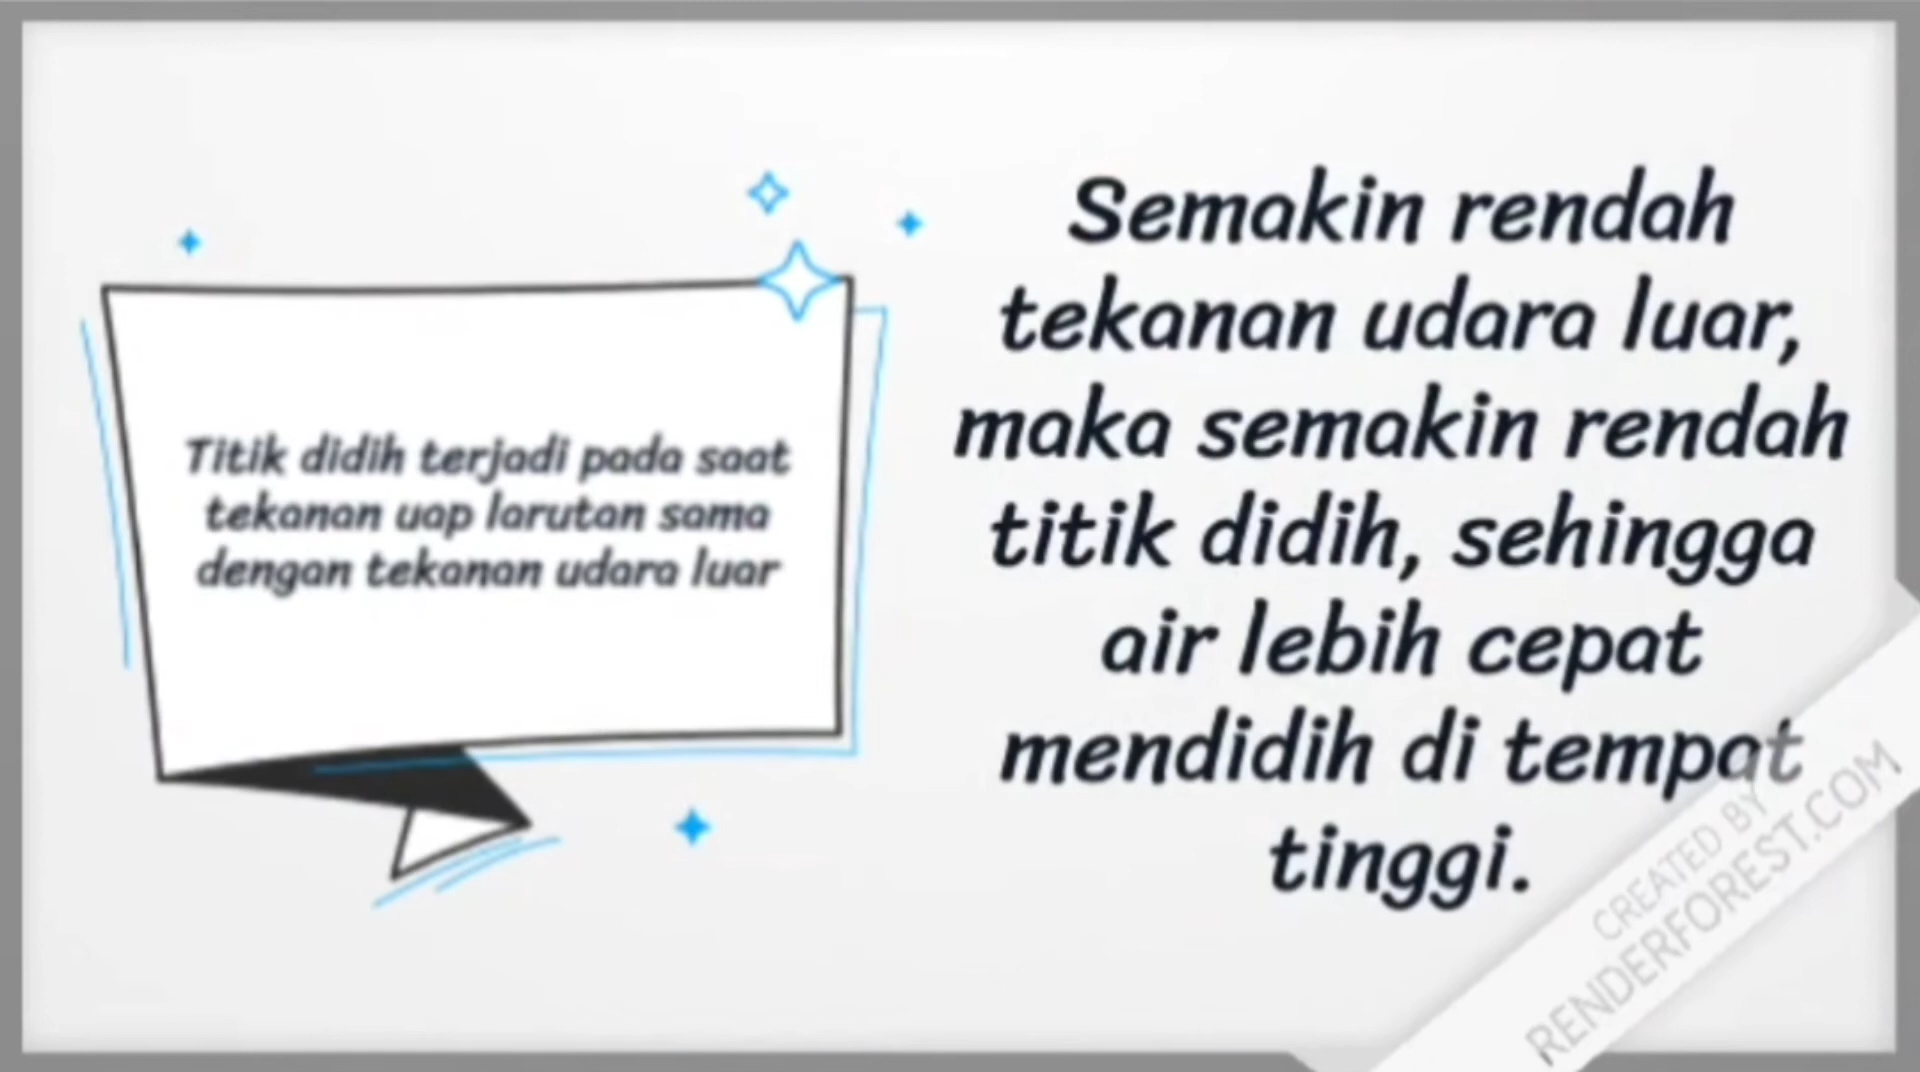 Titik didih terjadi pada saat
tekanan uap larutan sama
dengan tekanan udara luar
Semakin rendah
tekanan udara luar,
maka semakin rendah
titik didih, sehingga
air lebih cepat
mendidih di tempat
tinggi.
CREATED BY
RENDERFOREST.COM